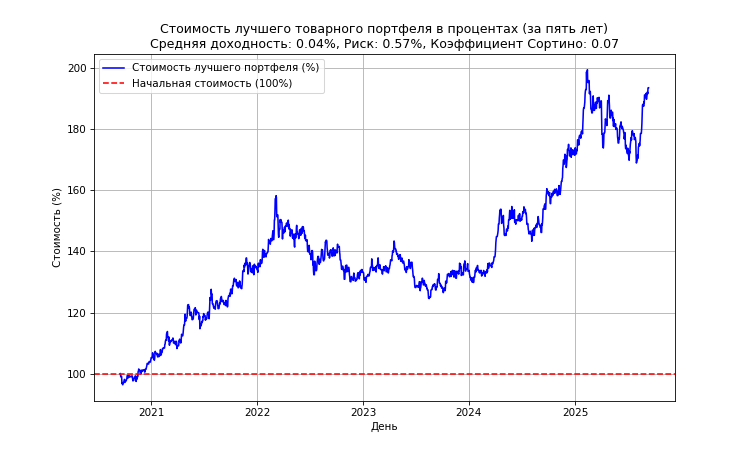 Стоимость лучшего товарного портфеля в процентах (за пять лет)
Средняя доходность: 0.04%, Риск: 0.57%, Коэффициент Сортино: 0.07
Стоимость лучшего портфеля (%)
Начальная стоимость (100%)
Стоимость (%)
200
180
160
140
120
100
2021 2022 2023 2024 2025
День